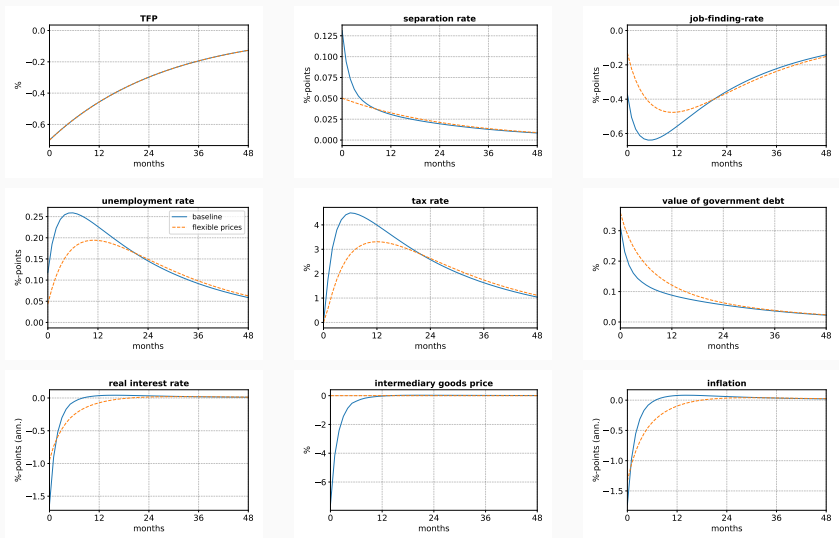 TFP
0.0
−0.2
−0.4
−0.6
%
0 12 24 36 48
months
separation rate
0.125
0.100
0.075
0.050
0.025
0.000
%-points
0 12 24 36 48
months
job-finding-rate
0.0
−0.2
−0.4
−0.6
%-points
0 12 24 36 48
months
unemployment rate
0.25
0.20
0.15
0.10
0.05
0.00
%-points
baseline
flexible prices
0 12 24 36 48
months
tax rate
4
3
2
1
0
%
0 12 24 36 48
months
value of government debt
0.3
0.2
0.1
0.0
%
0 12 24 36 48
months
real interest rate
0.0
−0.5
−1.0
−1.5
%-points (ann.)
0 12 24 36 48
months
intermediary goods price
0
−2
−4
−6
%
0 12 24 36 48
months
inflation
0.0
−0.5
−1.0
−1.5
%-points (ann.)
0 12 24 36 48
months